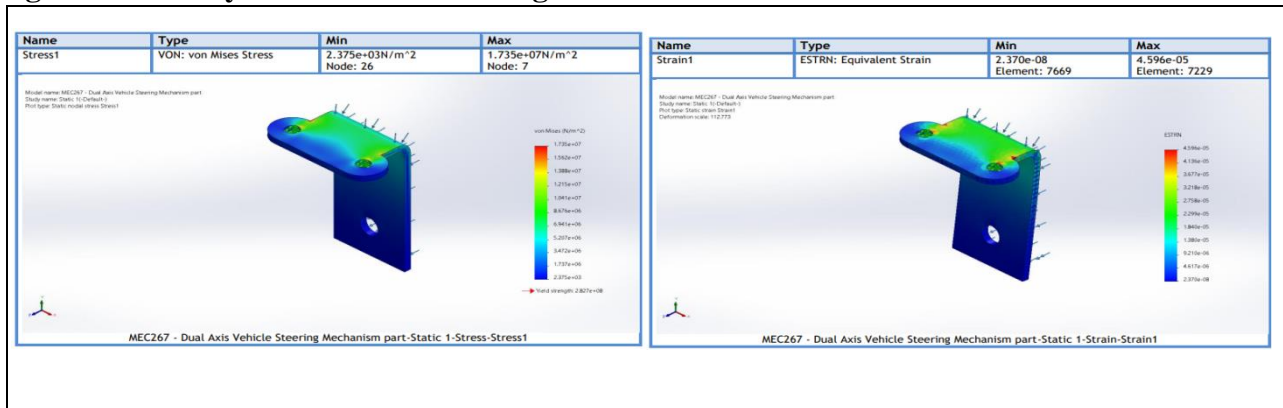 Name Type Min Max
Stress1 VON: von Mises Stress 2.375e+03N/m^2 1.735e+07N/m^2
Node: 26 Node: 7
Model name: MEC267 - Dual Axis Vehicle Steering Mechanism part
Study name: Static 1(-Default-)
Plot type: Static nodal stress Stress1
von Mises (N/m^2)
1.735e+07
1.562e+07
1.388e+07
1.215e+07
1.041e+07
8.679e+06
6.941e+06
5.207e+06
3.472e+06
1.737e+06
2.375e+03
Yield strength: 2.827e+08
MEC267 - Dual Axis Vehicle Steering Mechanism part-Static 1-Stress-Stress1
Name Type Min Max
Strain1 ESTRN: Equivalent Strain 2.370e-08 4.596e-05
Element: 7669 Element: 7229
Model name: MEC267 - Dual Axis Vehicle Steering Mechanism part
Study name: Static 1(-Default-)
Plot type: Static strain Strain1
Deformation scale: 112.773
ESTRN
4.596e-05
4.136e-05
3.677e-05
3.218e-05
2.758e-05
2.299e-05
1.840e-05
1.380e-05
9.210e-06
4.617e-06
2.370e-08
MEC267 - Dual Axis Vehicle Steering Mechanism part-Static 1-Strain-Strain1